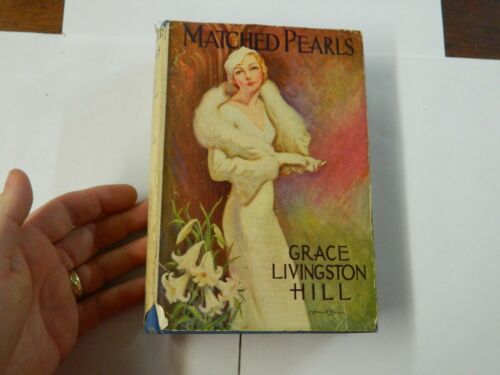 MATCHED PEARLS
GRACE
LIVINGSTON
HILL